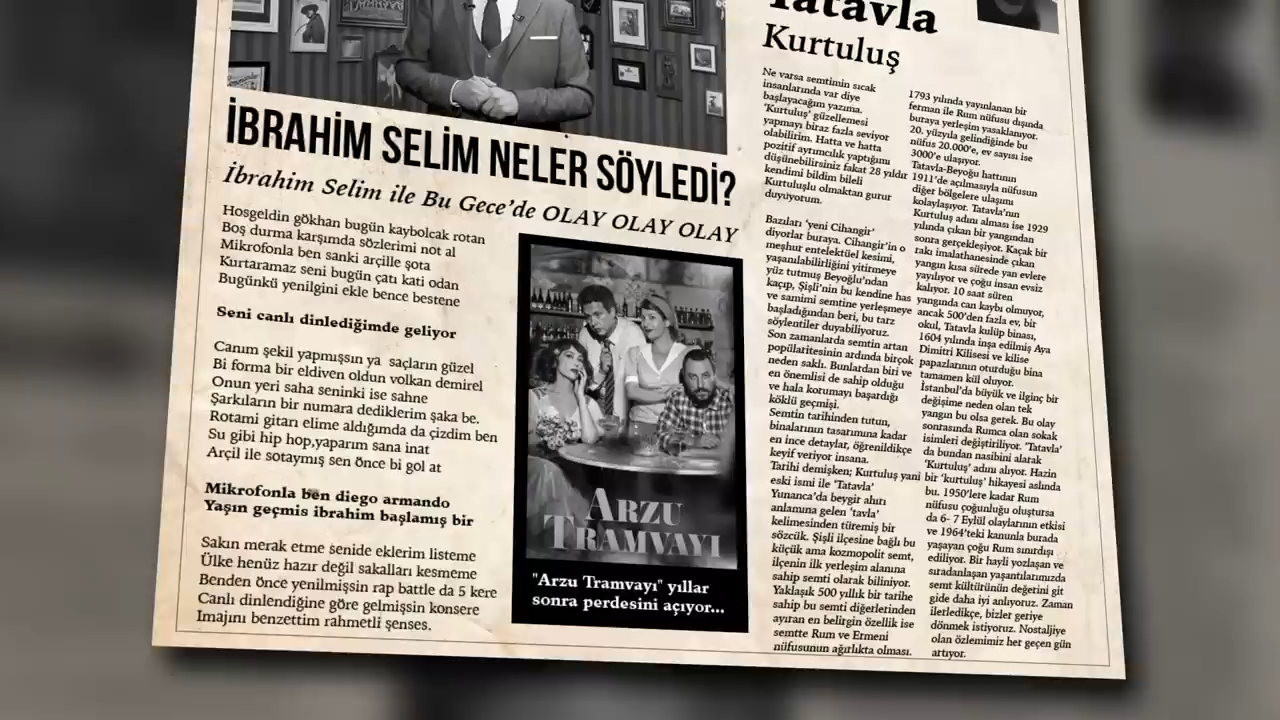 İBRAHİM SELİM NELER SÖYLEDİ?
İbrahim Selim ile Bu Gece'de OLAY OLAY OLAY
Hosgeldin gökhan bugün kaybolcak rotan
Boş durma karşımda sözlerimi not al
Mikrofonla ben sanki arçille şota
Kurtaramaz seni bugün çatı kati odan
Bugünkü yenilgini ekle bence bestene
Seni canlı dinlediğimde geliyor
Canım şekil yapmışsın ya saçların güzel
Bi forma bir eldiven oldun volkan demirel
Onun yeri saha seninki ise sahne
Şarkıların bir numara dediklerim şaka be.
Rotami gitarı elime aldığımda da çizdim ben
Su gibi hip hop,yaparım sana inat
Arçil ile sotaymış sen önce bi gol at
Mikrofonla ben diego armando
Yaşın geçmis ibrahim başlamış bir
Sakın merak etme senide eklerim listeme
Ülke henüz hazır değil sakalları kesmeme
Benden önce yenilmişsin rap battle da 5 kere
Canlı dinlendiğine göre gelmişsin konsere
Imajını benzettim rahmetli şenses.
ARZU
TRAMVAYI
"Arzu Tramvayı" yıllar
sonra perdesini açıyor...
Tatavla
Kurtuluş
Ne varsa semtimin sıcak
insanlarında var diye
başlayacağım yazıma.
'Kurtuluş' güzellemesi
yapmayı biraz fazla seviyor
olabilirim. Hatta ve hatta
pozitif ayrımcılık yaptığımı
düşünebilirsiniz fakat 28 yıldır
kendimi bildim bileli
Kurtuluşlu olmaktan gurur
duyuyorum.
Bazıları 'yeni Cihangir'
diyorlar buraya. Cihangir'in o
meşhur entelektüel kesimi,
yaşanılabilirliğini yitirmeye
yüz tutmuş Beyoğlu'ndan
kaçıp, Şişli'nin bu kendine has
ve samimi semtine yerleşmeye
başladığından beri, bu tarz
söylentiler duyabiliyoruz.
Son zamanlarda semtin artan
popülaritesinin ardında birçok
neden saklı. Bunlardan biri ve
en önemlisi de sahip olduğu
ve hala korumayı başardığı
köklü geçmişi.
Semtin tarihinden tutun,
binalarının tasarımına kadar
en ince detaylar, öğrenildikçe
keyif veriyor insana.
Tarihi demişken; Kurtuluş yani
eski ismi ile 'Tatavla'
Yunanca'da beygir ahırı
anlamına gelen 'tavla'
kelimesinden türemiş bir
sözcük. Şişli ilçesine bağlı bu
küçük ama kozmopolit semt,
ilçenin ilk yerleşim alanına
sahip semti olarak biliniyor.
Yaklaşık 500 yıllık bir tarihe
sahip bu semti diğerlerinden
ayıran en belirgin özellik ise
semtte Rum ve Ermeni
nüfusunun ağırlıkta olması.
1793 yılında yayınlanan bir
ferman ile Rum nüfusu dışında
buraya yerleşim yasaklanıyor.
20. yüzyıla gelindiğinde bu
nüfus 20.000'e, ev sayısı ise
3000'e ulaşıyor.
Tatavla-Beyoğu hattının
1911'de açılmasıyla nüfusun
diğer bölgelere ulaşımı
kolaylaşıyor. Tatavla'nın
Kurtuluş adını alması ise 1929
yılında çıkan bir yangından
sonra gerçekleşiyor. Kaçak bir
rakı imalathanesinde çıkan
yangın kısa sürede yan evlere
yayılıyor ve çoğu insan evsiz
kalıyor. 10 saat süren
yangında can kaybı olmuyor,
ancak 500'den fazla ev, bir
okul, Tatavla kulüp binası,
1604 yılında inşa edilmiş Aya
Dimitri Kilisesi ve kilise
papazlarının oturduğu bina
tamamen kül oluyor.
İstanbul'da büyük ve ilginç bir
değişime neden olan tek
yangın bu olsa gerek. Bu olay
sonrasında Rumca olan sokak
isimleri değiştiriliyor. 'Tatavla'
da bundan nasibini alarak
'Kurtuluş' adını alıyor. Hazin
bir 'kurtuluş' hikayesi aslında
bu. 1950'lere kadar Rum
nüfusu çoğunluğu oluştursa
da 6- 7 Eylül olaylarının etkisi
ve 1964'teki kanunla burada
yaşayan çoğu Rum sınırdışı
ediliyor. Bir hayli yozlaşan ve
sıradanlaşan yaşantılarımızda
semt kültürünün değerini git
gide daha iyi anlıyoruz. Zaman
ilerledikçe, bizler geriye
dönmek istiyoruz. Nostaljiye
olan özlemimiz her geçen gün
artıyor.